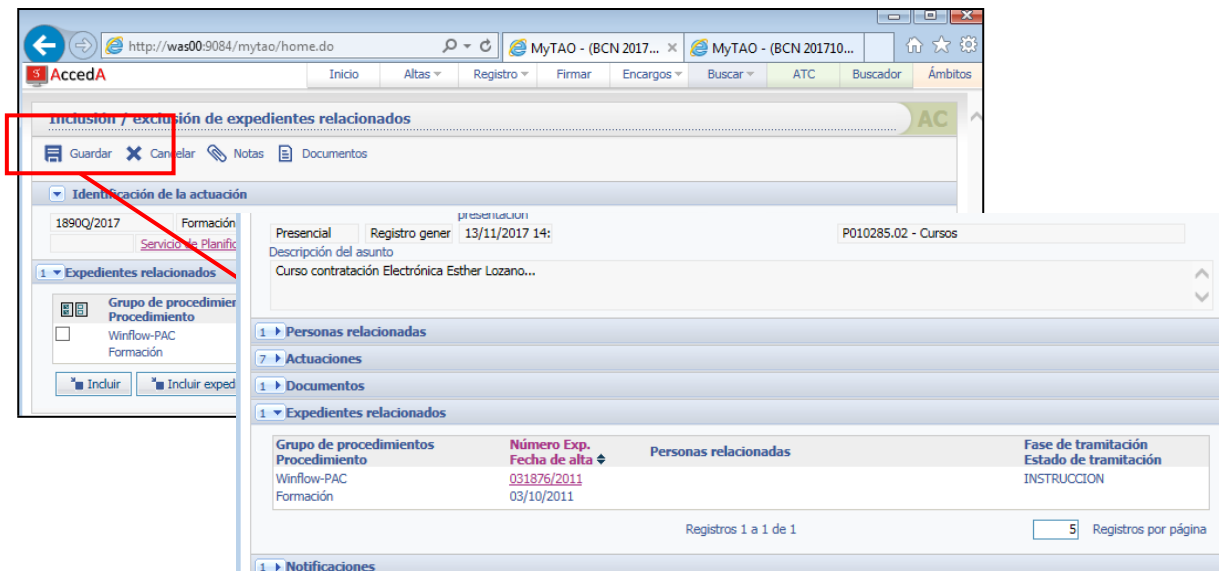 http://was00:9084/mytao/home.do
MyTAO - (BCN 2017...
MyTAO - (BCN 201710...
AccedA
Inicio Altas Registro Firmar Encargos Buscar ATC Buscador Ámbitos
Inclusión / exclusión de expedientes relacionados
AC
Guardar Cancelar Notas Documentos
Identificación de la actuación
1890Q/2017 Formación
Servicio de Planific
1 Expedientes relacionados
Grupo de procedimier
Procedimiento
Winflow-PAC
Formación
Incluir Incluir exped
presentación
Presencial Registro gener 13/11/2017 14: P010285.02 - Cursos
Descripción del asunto
Curso contratación Electrónica Esther Lozano...
1 Personas relacionadas
7 Actuaciones
1 Documentos
1 Expedientes relacionados
Grupo de procedimientos Número Exp. Personas relacionadas Fase de tramitación
Procedimiento Fecha de alta Estado de tramitación
Winflow-PAC 031876/2011 INSTRUCCION
Formación 03/10/2011
Registros 1 a 1 de 1 5 Registros por página
1 Notificaciones